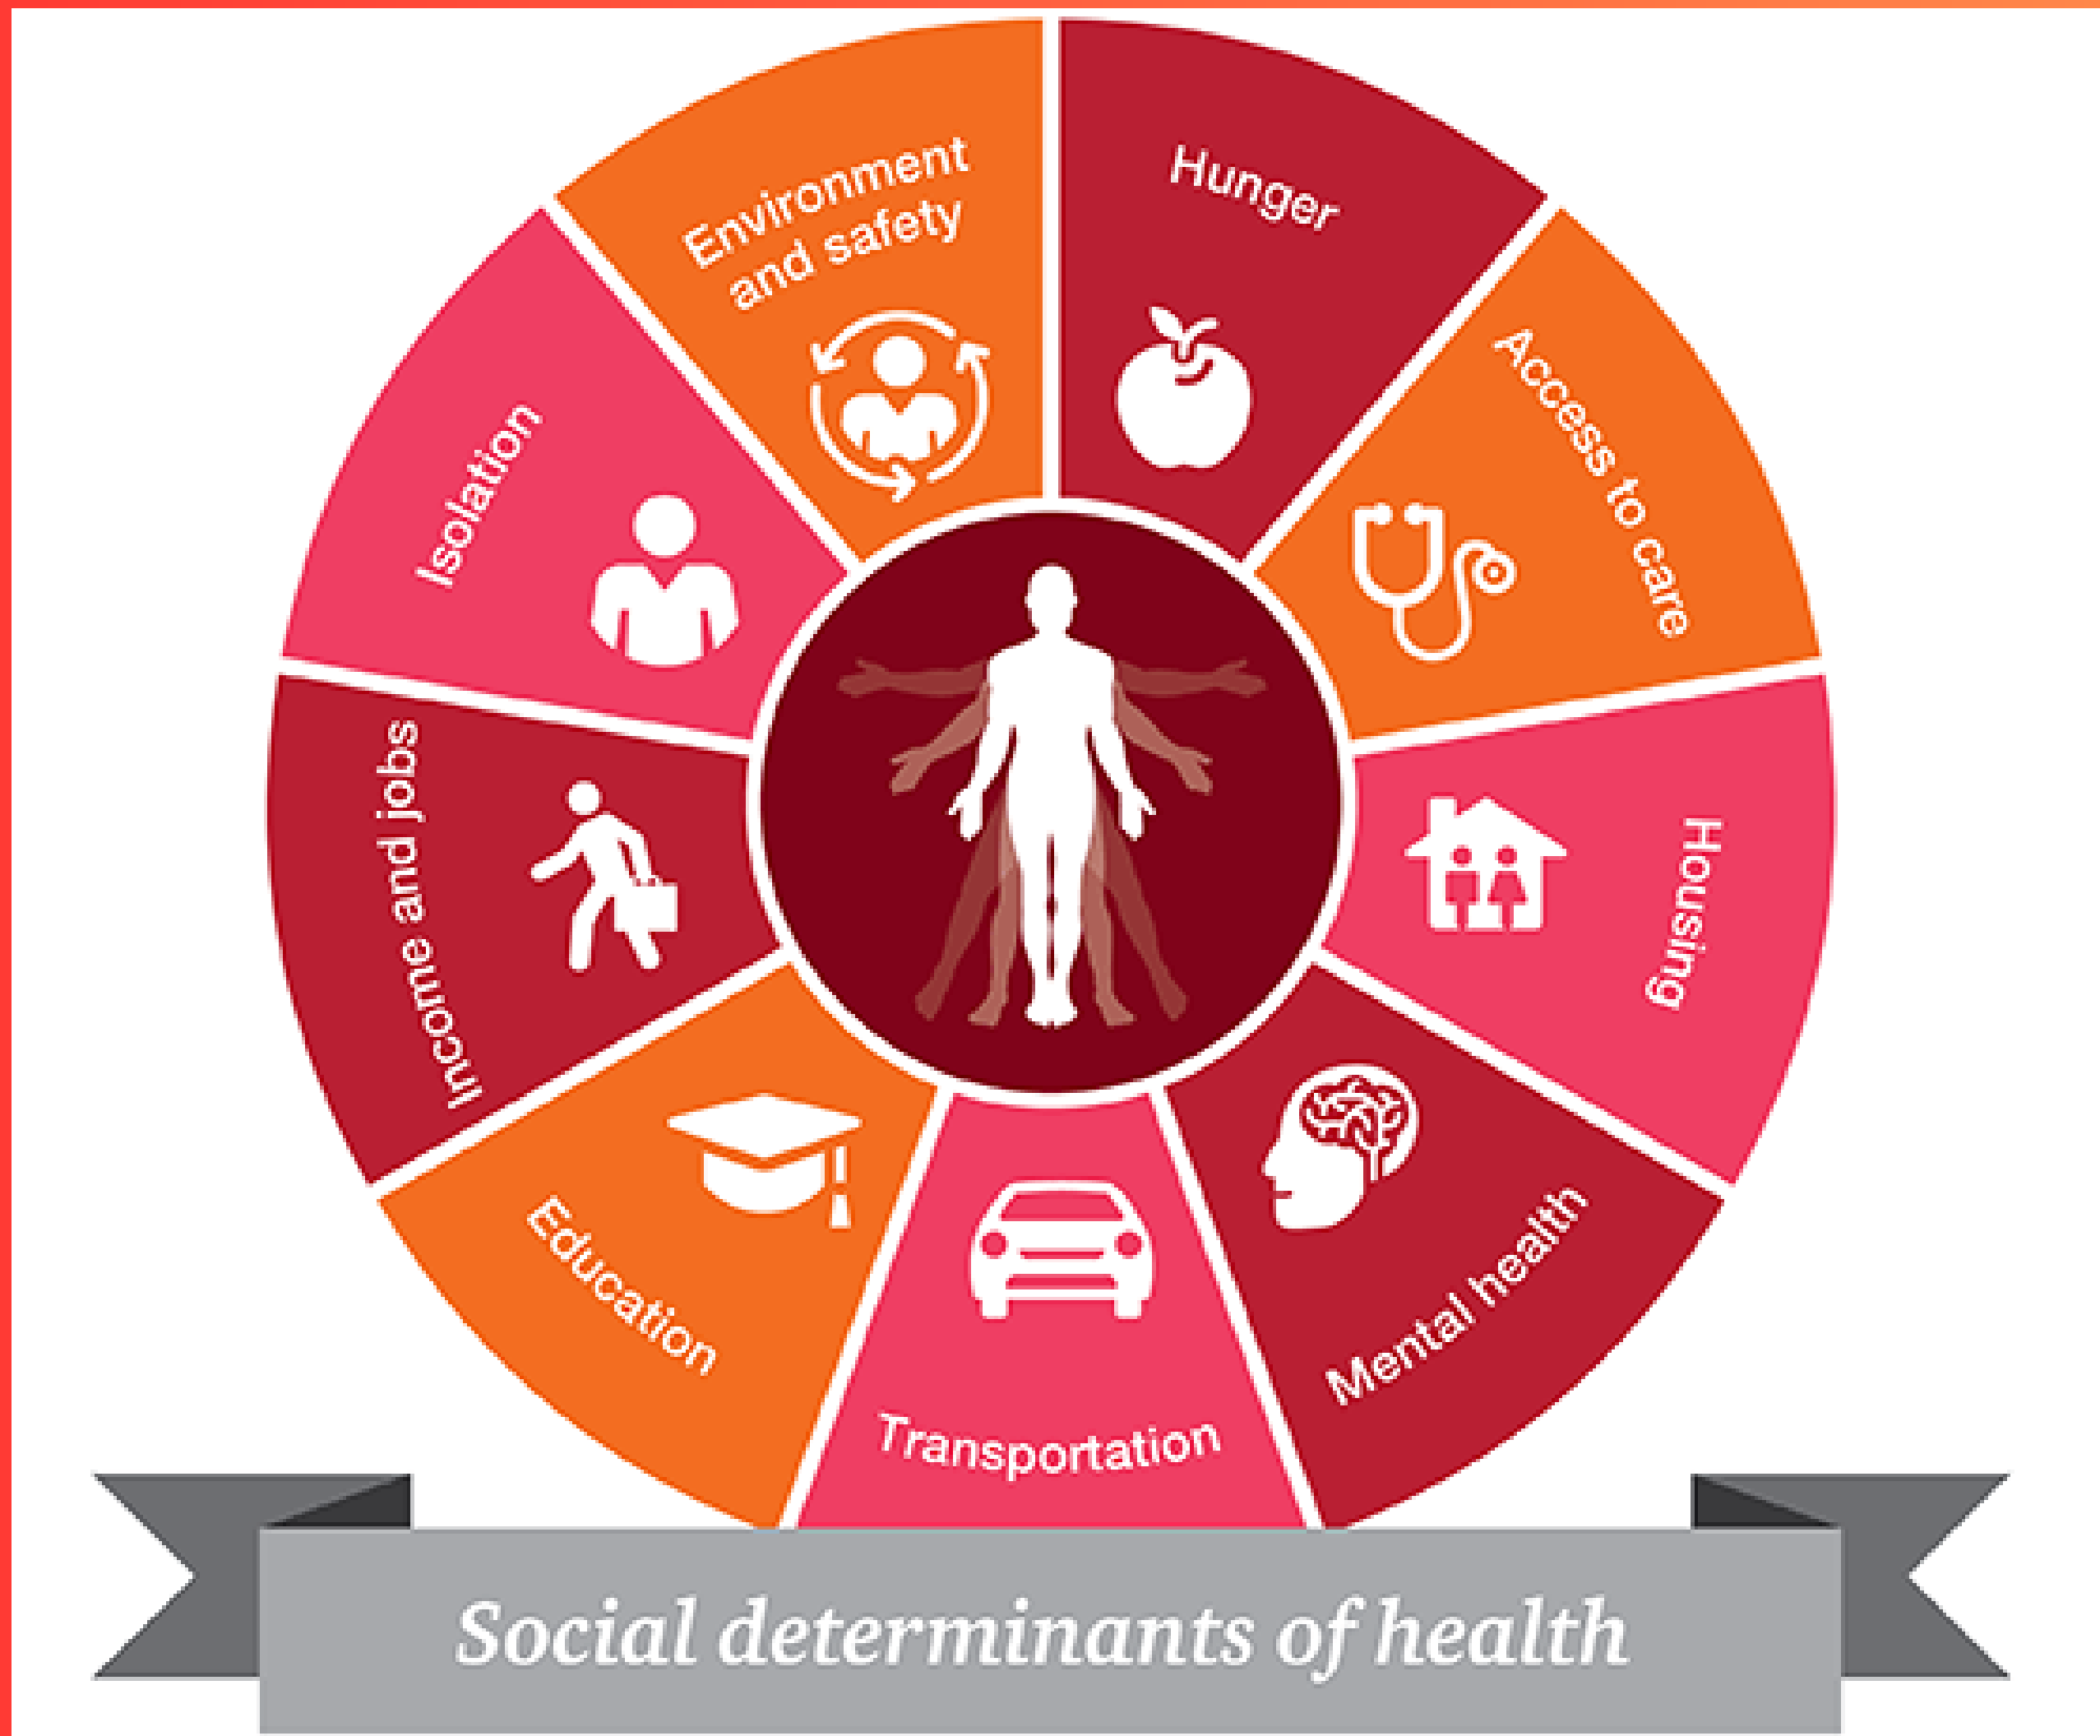 Environment
and safety
Hunger
Access to care
Housing
Mental health
Transportation
Education
Income and jobs
Isolation
Social determinants of health